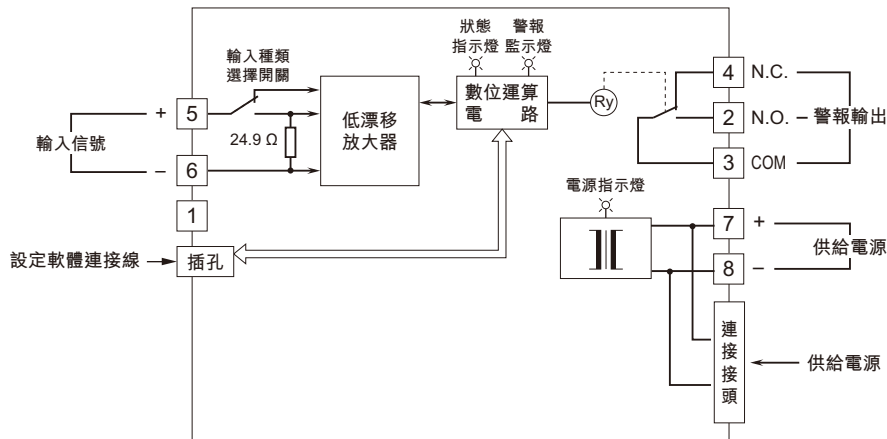 狀態
指示燈
警報
監示燈
輸入種類
選擇開關
4 N.C.
+ 5
低漂移
放大器
數位運算
電 路
Ry
2 N.O. 警報輸出
24.9 Ω
輸入信號
− 6
3 COM
電源指示燈
1
7 +
供給電源
設定軟體連接線
插孔
8 −
連
接
接
頭
供給電源